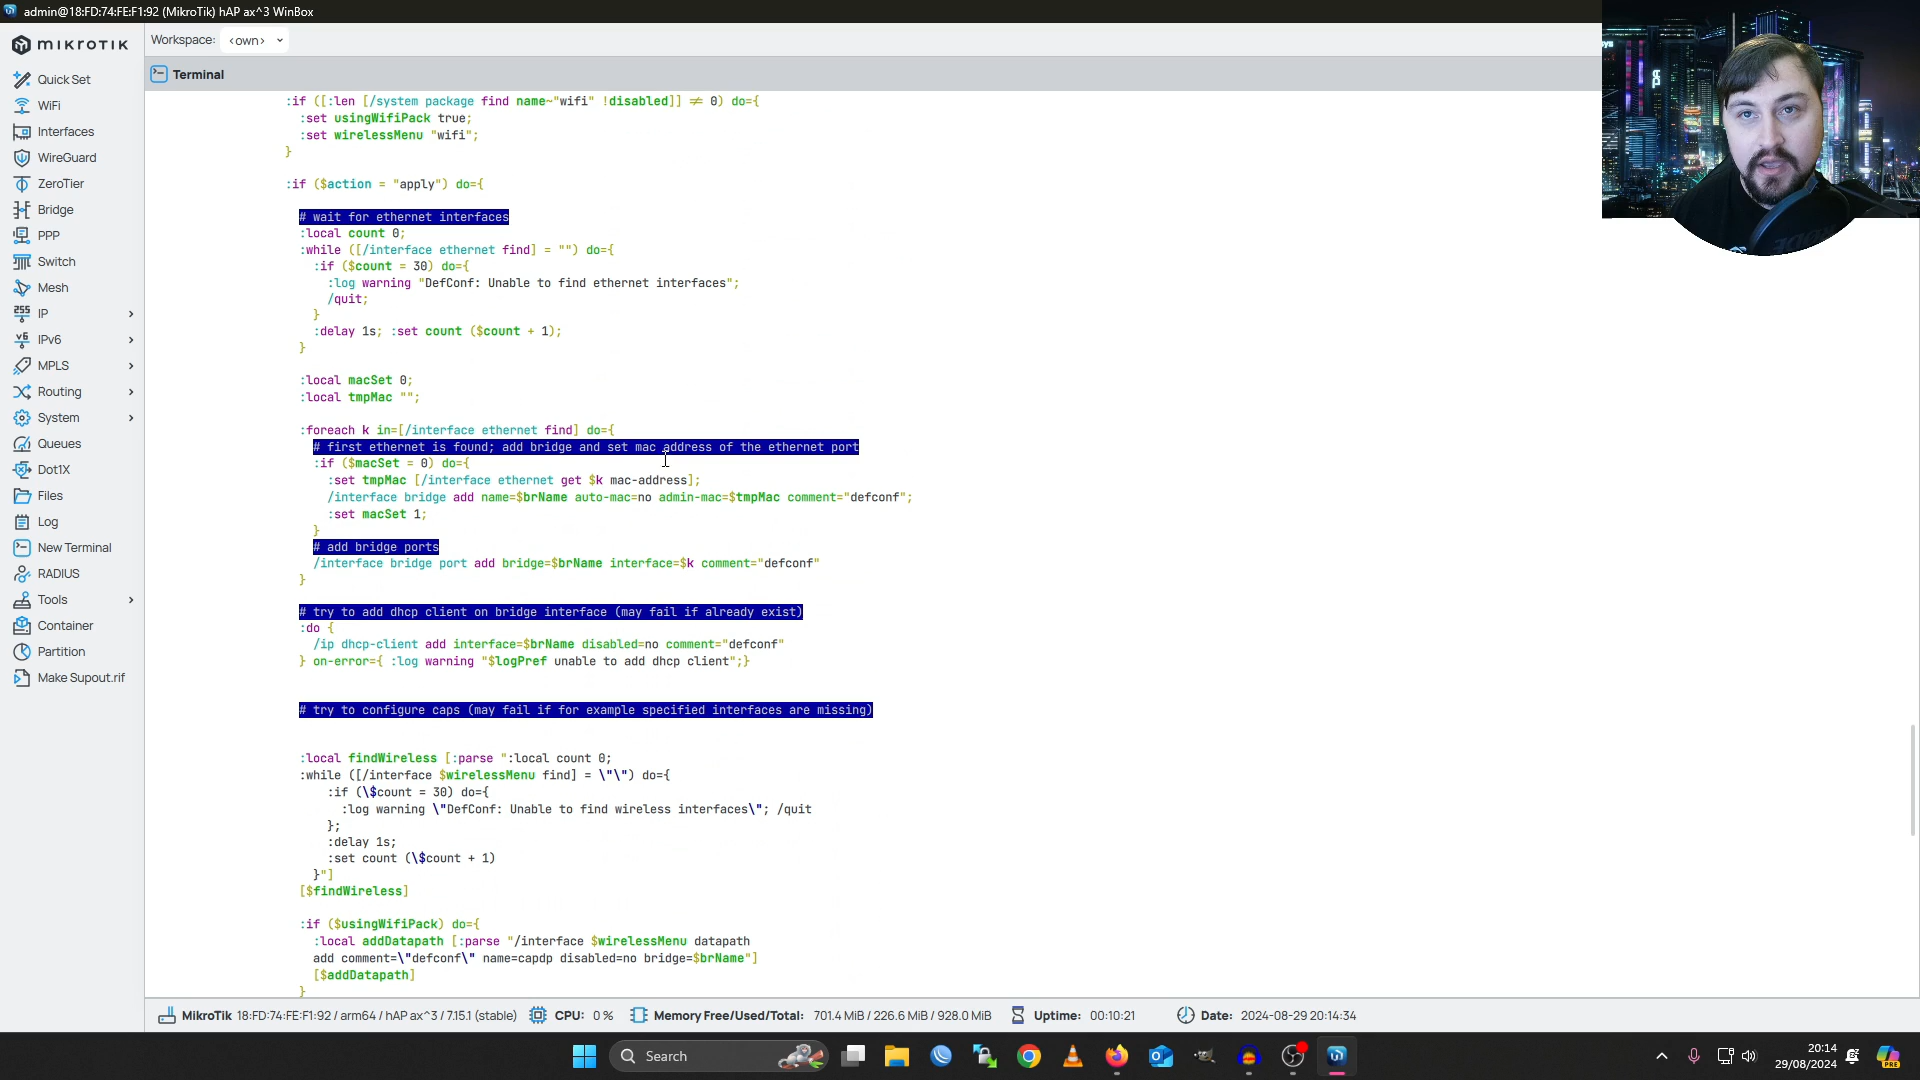 admin@18:FD:74:FE:F1:92 (MikroTik) hAP ax^3 WinBox
MIKROTIK
Workspace: <own>
Quick Set
WiFi
Interfaces
WireGuard
ZeroTier
Bridge
PPP
Switch
Mesh
IP
IPv6
MPLS
Routing
System
Queues
Dot1X
Files
Log
New Terminal
RADIUS
Tools
Container
Partition
Make Supout.rif
Terminal
:if ([:len [/system package find name~"wifi" !disabled]] != 0) do={
:set usingWifiPack true;
:set wirelessMenu "wifi";
}
:if ($action = "apply") do={
# wait for ethernet interfaces
:local count 0;
:while ([/interface ethernet find] = "") do={
:if ($count = 30) do={
:log warning "DefConf: Unable to find ethernet interfaces";
/quit;
}
:delay 1s; :set count ($count + 1);
}
:local macSet 0;
:local tmpMac "";
:foreach k in=[/interface ethernet find] do={
# first ethernet is found; add bridge and set mac address of the ethernet port
:if ($macSet = 0) do={
:set tmpMac [/interface ethernet get $k mac-address];
/interface bridge add name=$brName auto-mac=no admin-mac=$tmpMac comment="defconf";
:set macSet 1;
}
# add bridge ports
/interface bridge port add bridge=$brName interface=$k comment="defconf"
}
# try to add dhcp client on bridge interface (may fail if already exist)
:do {
/ip dhcp-client add interface=$brName disabled=no comment="defconf"
} on-error={ :log warning "$logPref unable to add dhcp client";}
# try to configure caps (may fail if for example specified interfaces are missing)
:local findWireless [:parse ":local count 0;
:while ([/interface $wirelessMenu find] = \"\") do={
:if (\$count = 30) do={
:log warning \"DefConf: Unable to find wireless interfaces\"; /quit
};
:delay 1s;
:set count (\$count + 1)
}"]
[$findWireless]
:if ($usingWifiPack) do={
:local addDatapath [:parse "/interface $wirelessMenu datapath
add comment=\"defconf\" name=capdp disabled=no bridge=$brName"]
[$addDatapath]
}
MikroTik 18:FD:74:FE:F1:92 / arm64 / hAP ax^3 / 7.15.1 (stable) CPU: 0 % Memory Free/Used/Total: 701.4 MiB / 226.6 MiB / 928.0 MiB Uptime: 00:10:21 Date: 2024-08-29 20:14:34
Search
20:14
29/08/2024
PRE